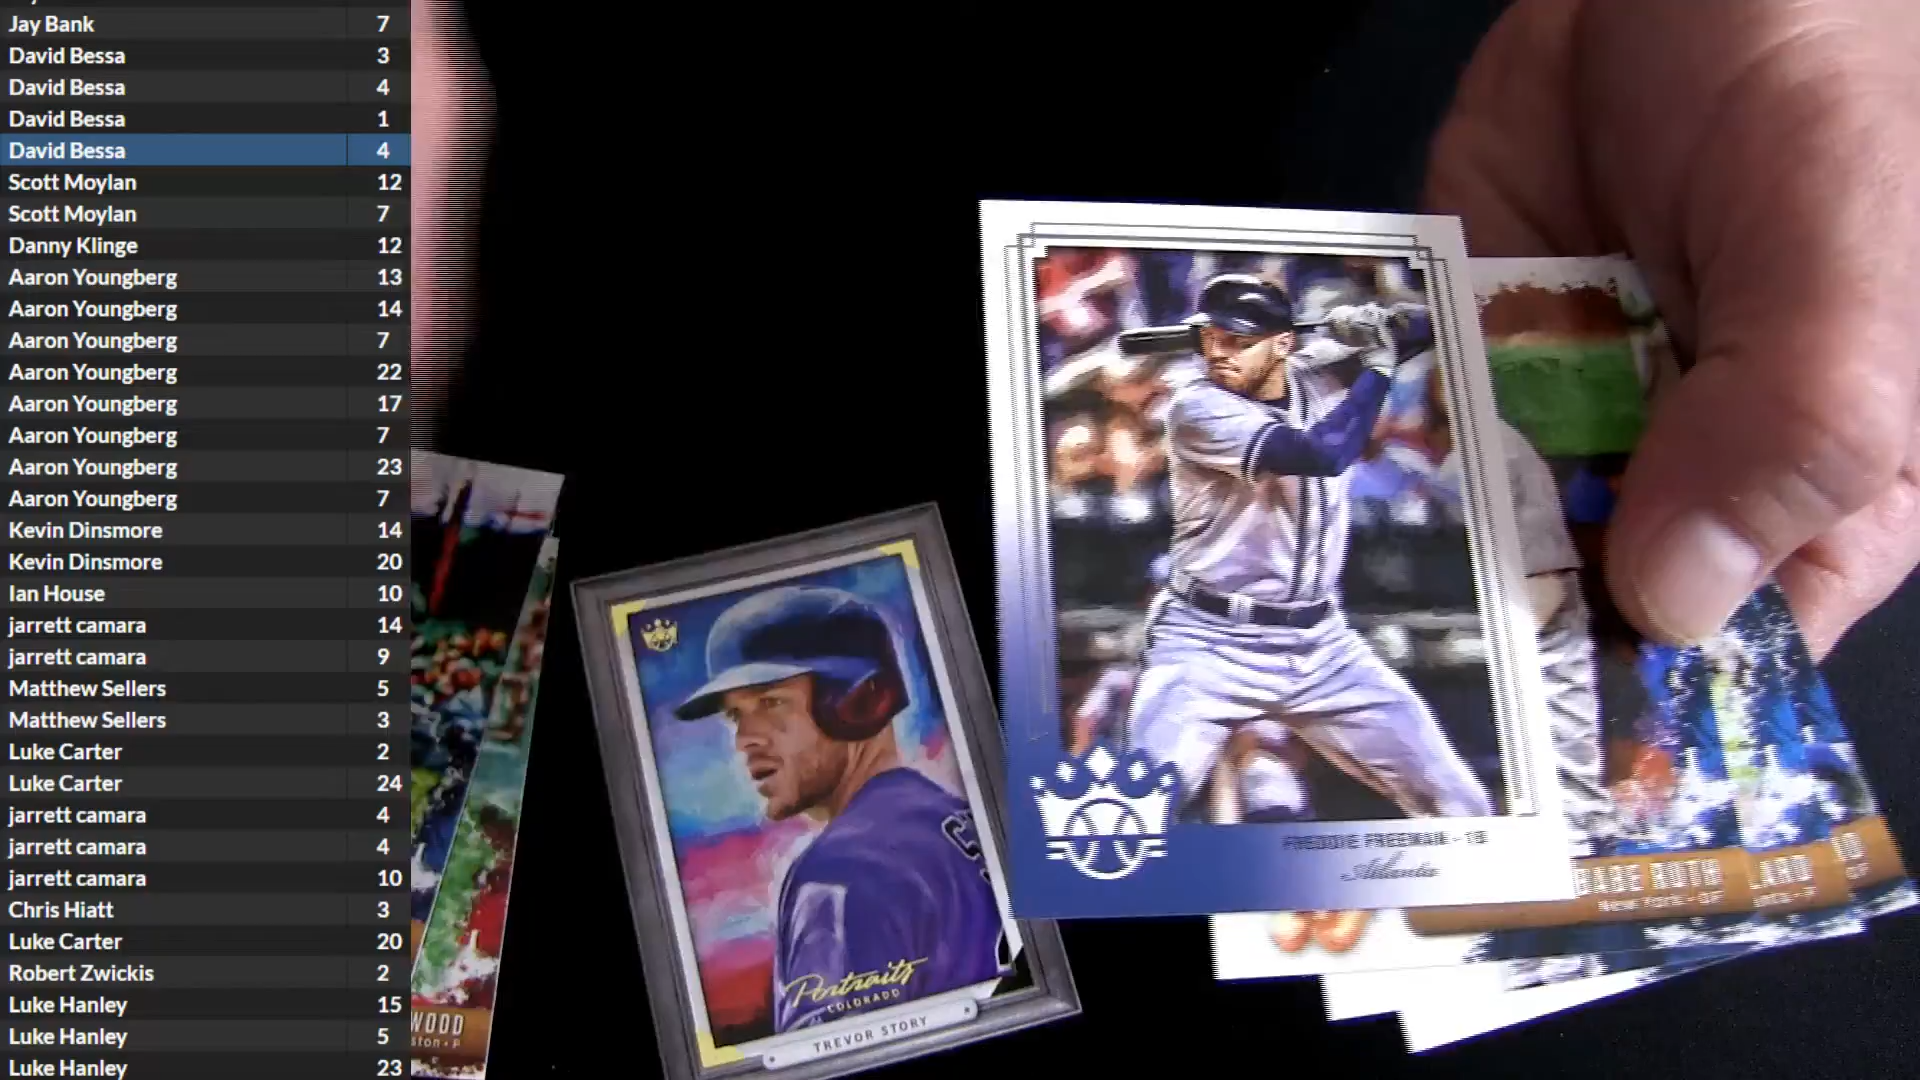 Jay Bank 7
David Bessa 3
David Bessa 4
David Bessa 1
David Bessa 4
Scott Moylan 12
Scott Moylan 7
Danny Klinge 12
Aaron Youngberg 13
Aaron Youngberg 14
Aaron Youngberg 7
Aaron Youngberg 22
Aaron Youngberg 17
Aaron Youngberg 7
Aaron Youngberg 23
Aaron Youngberg 7
Kevin Dinsmore 14
Kevin Dinsmore 20
Ian House 10
jarrett camara 14
jarrett camara 9
Matthew Sellers 5
Matthew Sellers 3
Luke Carter 2
Luke Carter 24
jarrett camara 4
jarrett camara 4
jarrett camara 10
Chris Hiatt 3
Luke Carter 20
Robert Zwickis 2
Luke Hanley 15
Luke Hanley 5
Luke Hanley 23
WOOD
ston - P
Portraits
COLORADO
TREVOR STORY
FREDDIE FREEMAN - 1B
Atlanta
BABE RUTH
New York - OF